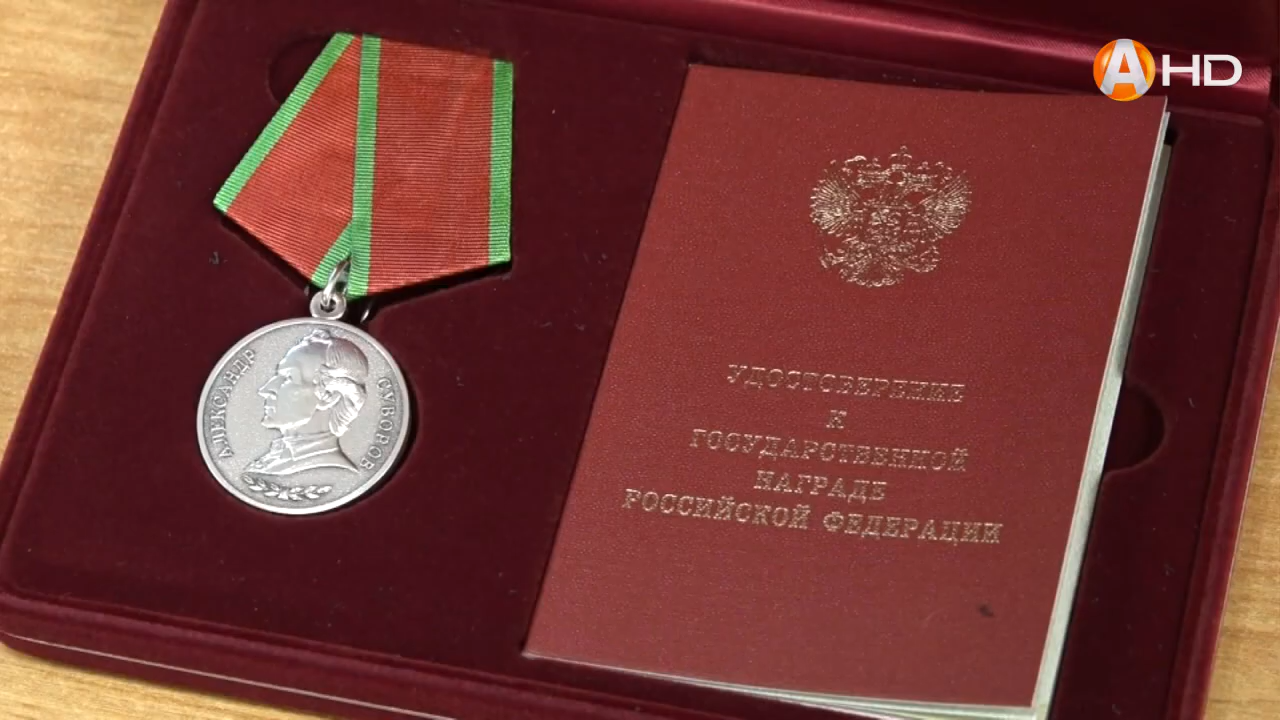 АЛЕКСАНДР СУВОРОВ
УДОСТОВЕРЕНИЕ
К
ГОСУДАРСТВЕННОЙ
НАГРАДЕ
РОССИЙСКОЙ ФЕДЕРАЦИИ
А HD